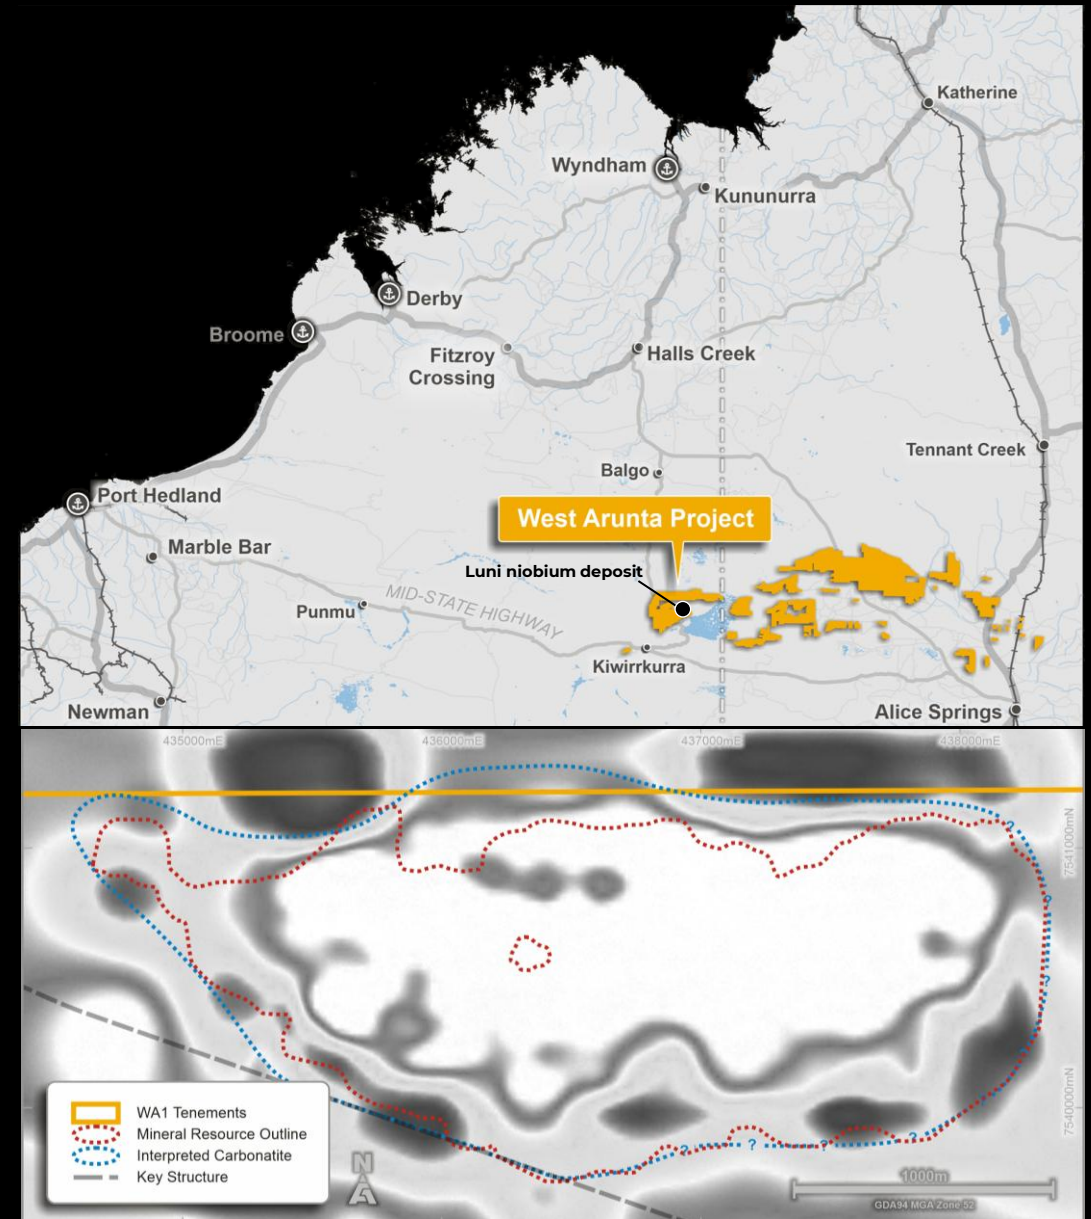 Katherine
Wyndham
Kununurra
Derby
Broome
Fitzroy
Crossing
Halls Creek
Tennant Creek
Balgo
Port Hedland
West Arunta Project
Marble Bar
Luni niobium deposit
MID-STATE HIGHWAY
Punmu
Kiwirrkurra
Newman
Alice Springs
435000mE
436000mE
437000mE
438000mE
7541000mN
?
?
?
7540000mN
WA1 Tenements
Mineral Resource Outline
Interpreted Carbonatite
Key Structure
N
? ? ? ?
1000m
GDA94 MGA Zone 52